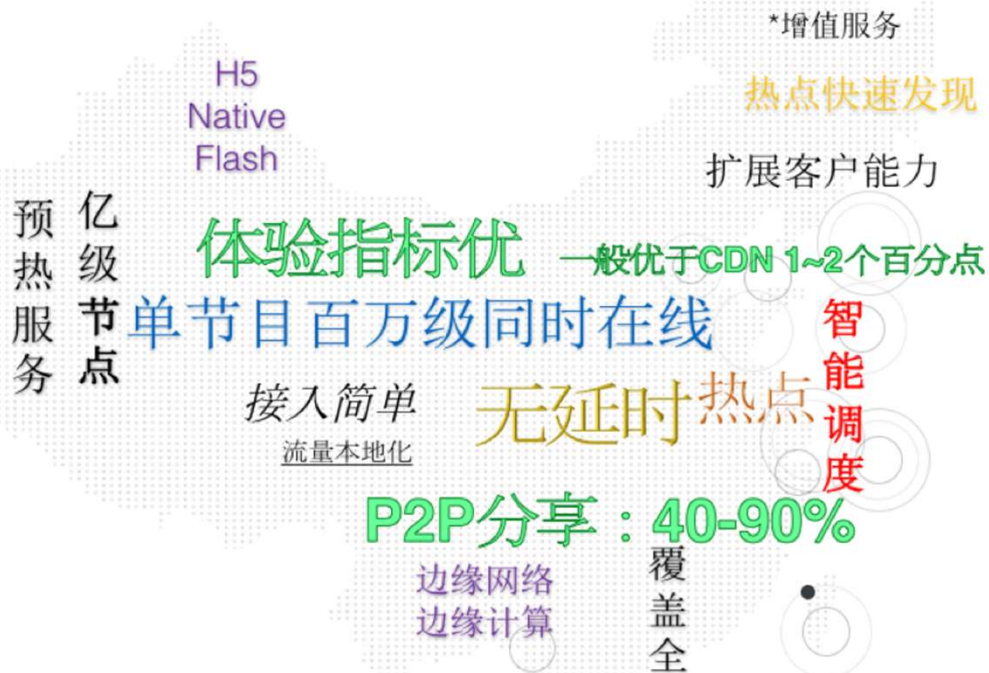 *增值服务
H5
Native
Flash
热点快速发现
扩展客户能力
预热服务
亿级节点
体验指标优
一般优于CDN 1~2个百分点
单节目百万级同时在线
智能调度
接入简单
无延时
热点
流量本地化
P2P分享：40-90%
边缘网络
边缘计算
覆盖全